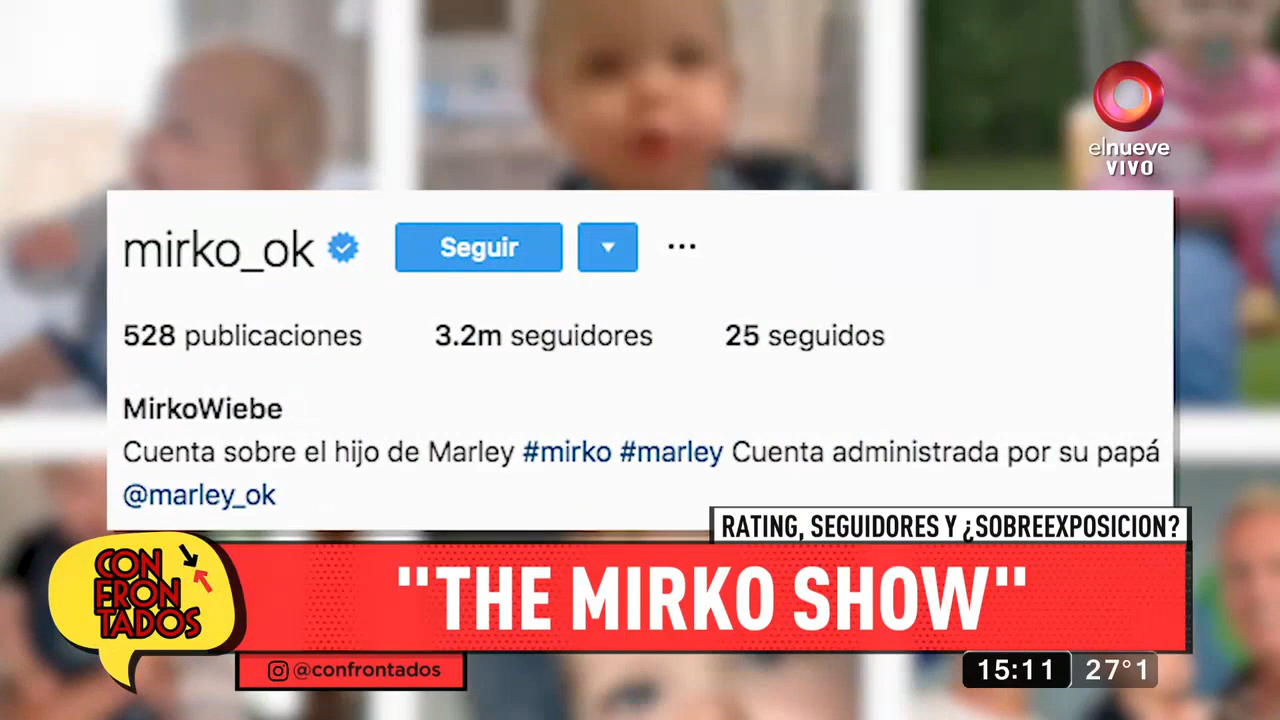 elnueve
VIVO
mirko_ok
Seguir
...
528 publicaciones
3.2m seguidores
25 seguidos
MirkoWiebe
Cuenta sobre el hijo de Marley #mirko #marley Cuenta administrada por su papá
@marley_ok
RATING, SEGUIDORES Y ¿SOBREEXPOSICION?
CON
FRON
TADOS
"THE MIRKO SHOW"
@confrontados
15:11
27°1